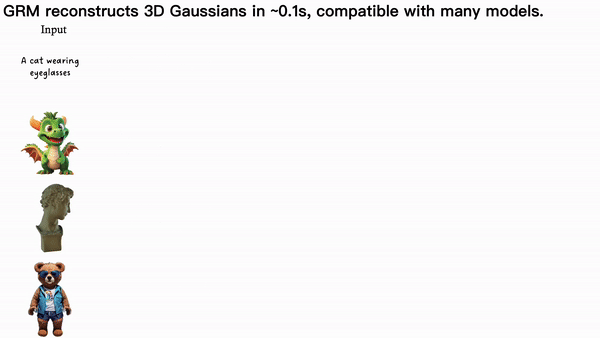 GRM reconstructs 3D Gaussians in ~0.1s, compatible with many models.
Input
A cat wearing
eyeglasses